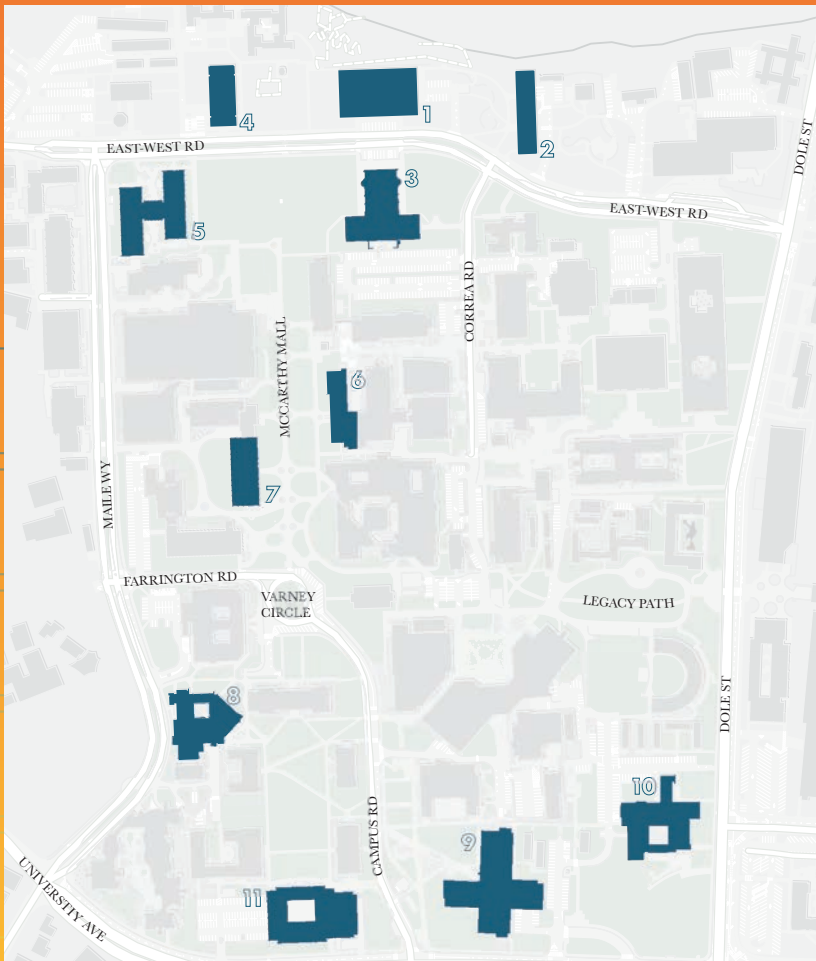 4
1
2
EAST-WEST RD
DOLE ST
3
5
EAST-WEST RD
CORREA RD
MCCARTHY MALL
6
MAILE WY
7
FARRINGTON RD
VARNEY
CIRCLE
LEGACY PATH
8
DOLE ST
10
CAMPUS RD
9
UNIVERSTIY AVE
11